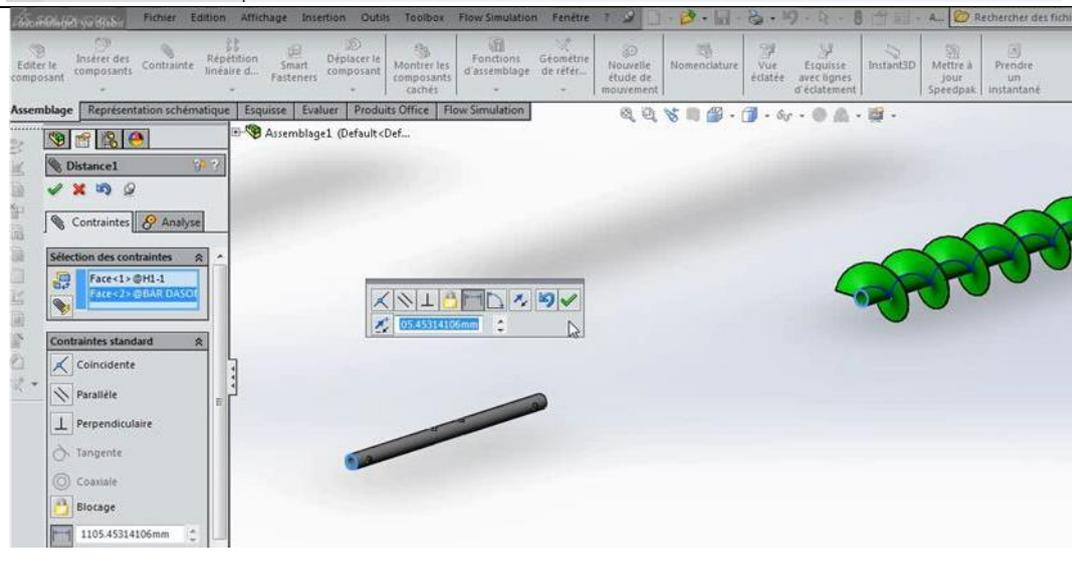 Fichier Edition Affichage Insertion Outils Toolbox Flow Simulation Fenêtre ? A... Rechercher des fichi
Editer le composant
Insérer des composants
Contrainte
Répétition linéaire d...
Smart Fasteners
Déplacer le composant
Montrer les composants cachés
Fonctions d'assemblage
Géométrie de référ...
Nouvelle étude de mouvement
Nomenclature
Vue éclatée
Esquisse avec lignes d'éclatement
Instant3D
Mettre à jour Speedpak
Prendre un instantané
Assemblage Représentation schématique Esquisse Evaluer Produits Office Flow Simulation
Assemblage1 (Default<Def...
Distance1 ?
Contraintes Analyse
Sélection des contraintes
Face<1>@H1-1
Face<2>@BAR DASOI
05.45314106mm
Contraintes standard
Coïncidente
Parallèle
Perpendiculaire
Tangente
Coaxiale
Blocage
1105.45314106mm